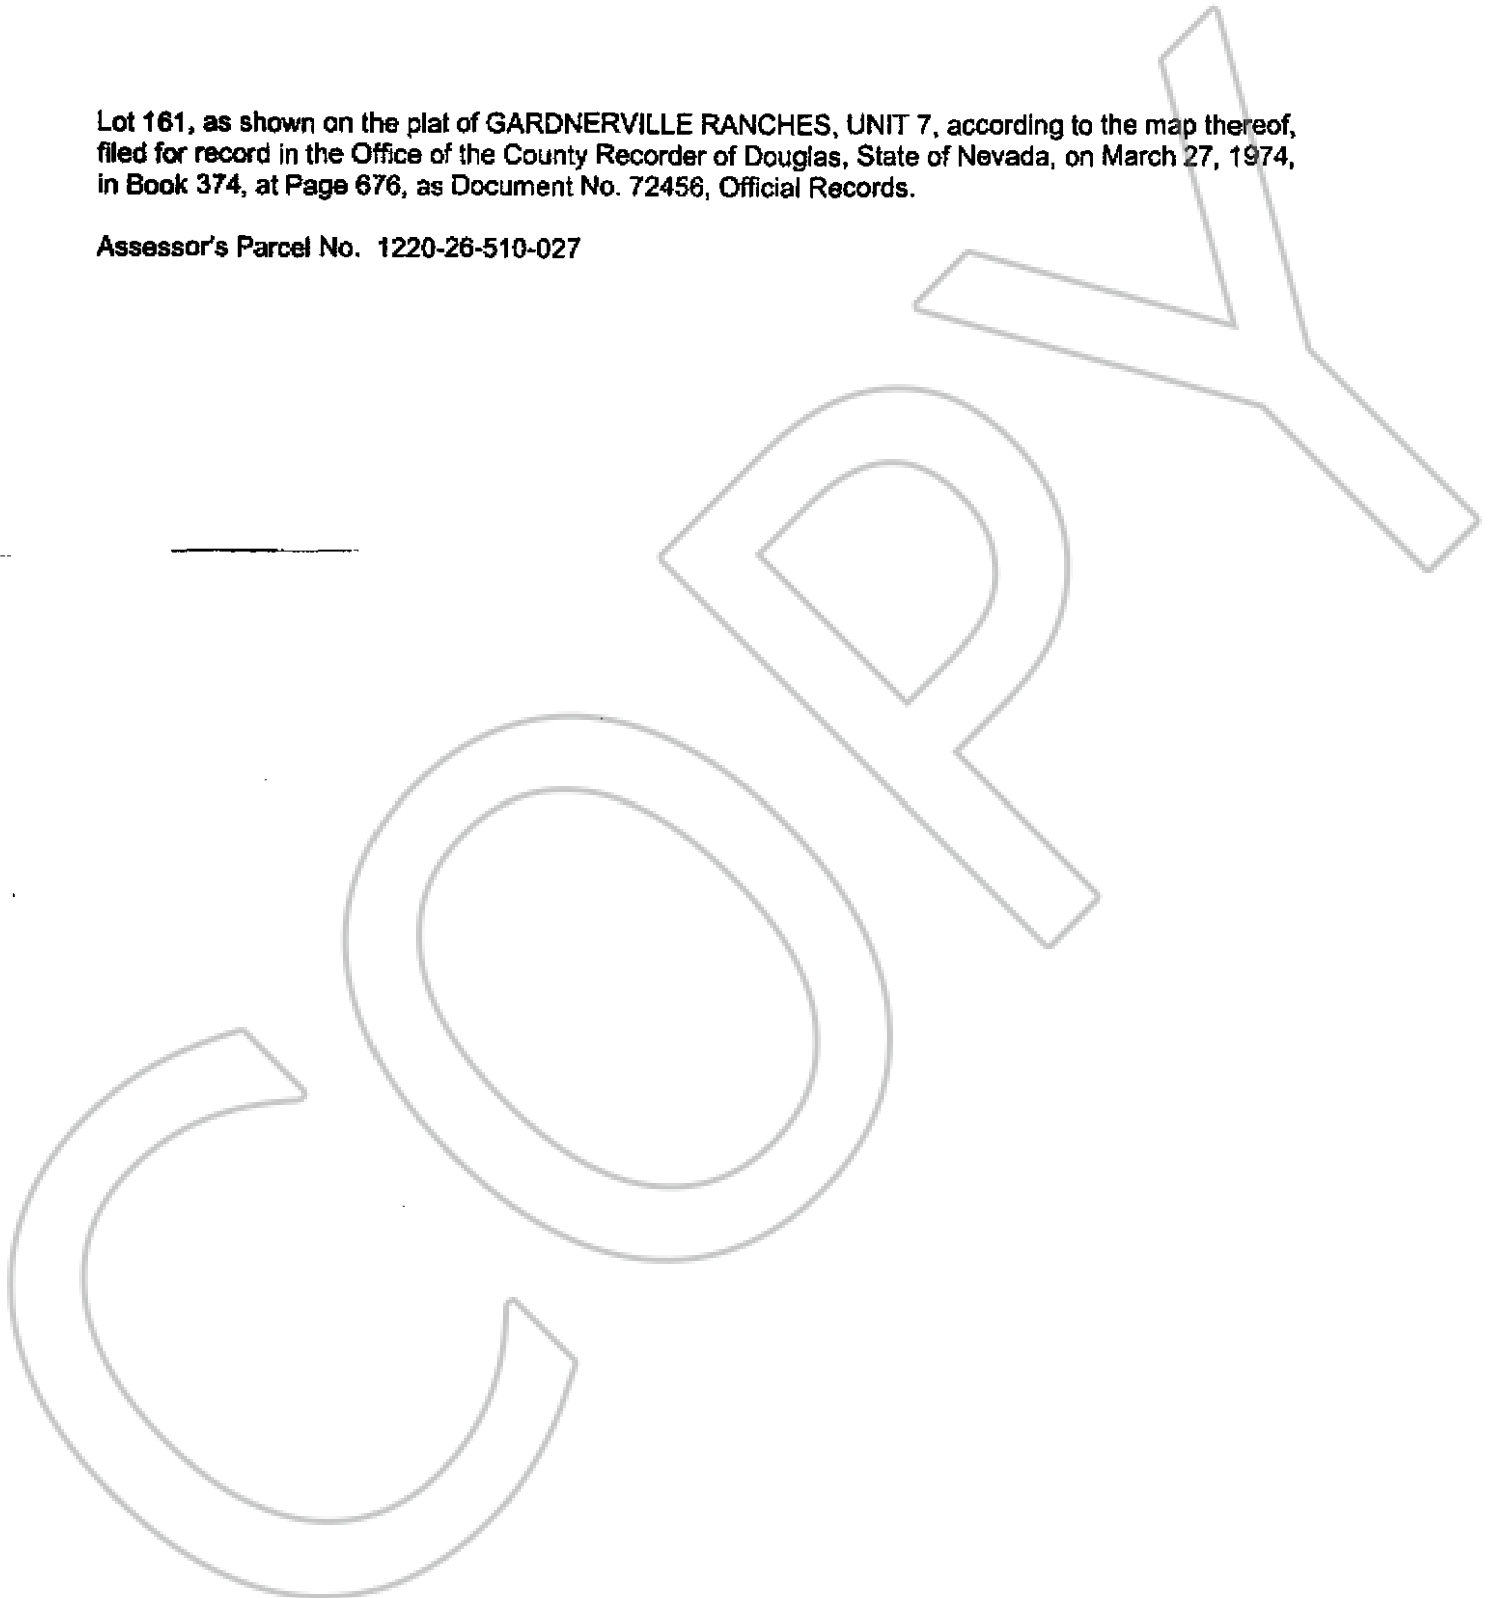 Lot 161, as shown on the plat of GARDNERVILLE RANCHES, UNIT 7, according to the map thereof,
filed for record in the Office of the County Recorder of Douglas, State of Nevada, on March 27, 1974,
in Book 374, at Page 676, as Document No. 72456, Official Records.
Assessor's Parcel No. 1220-26-510-027
COPY